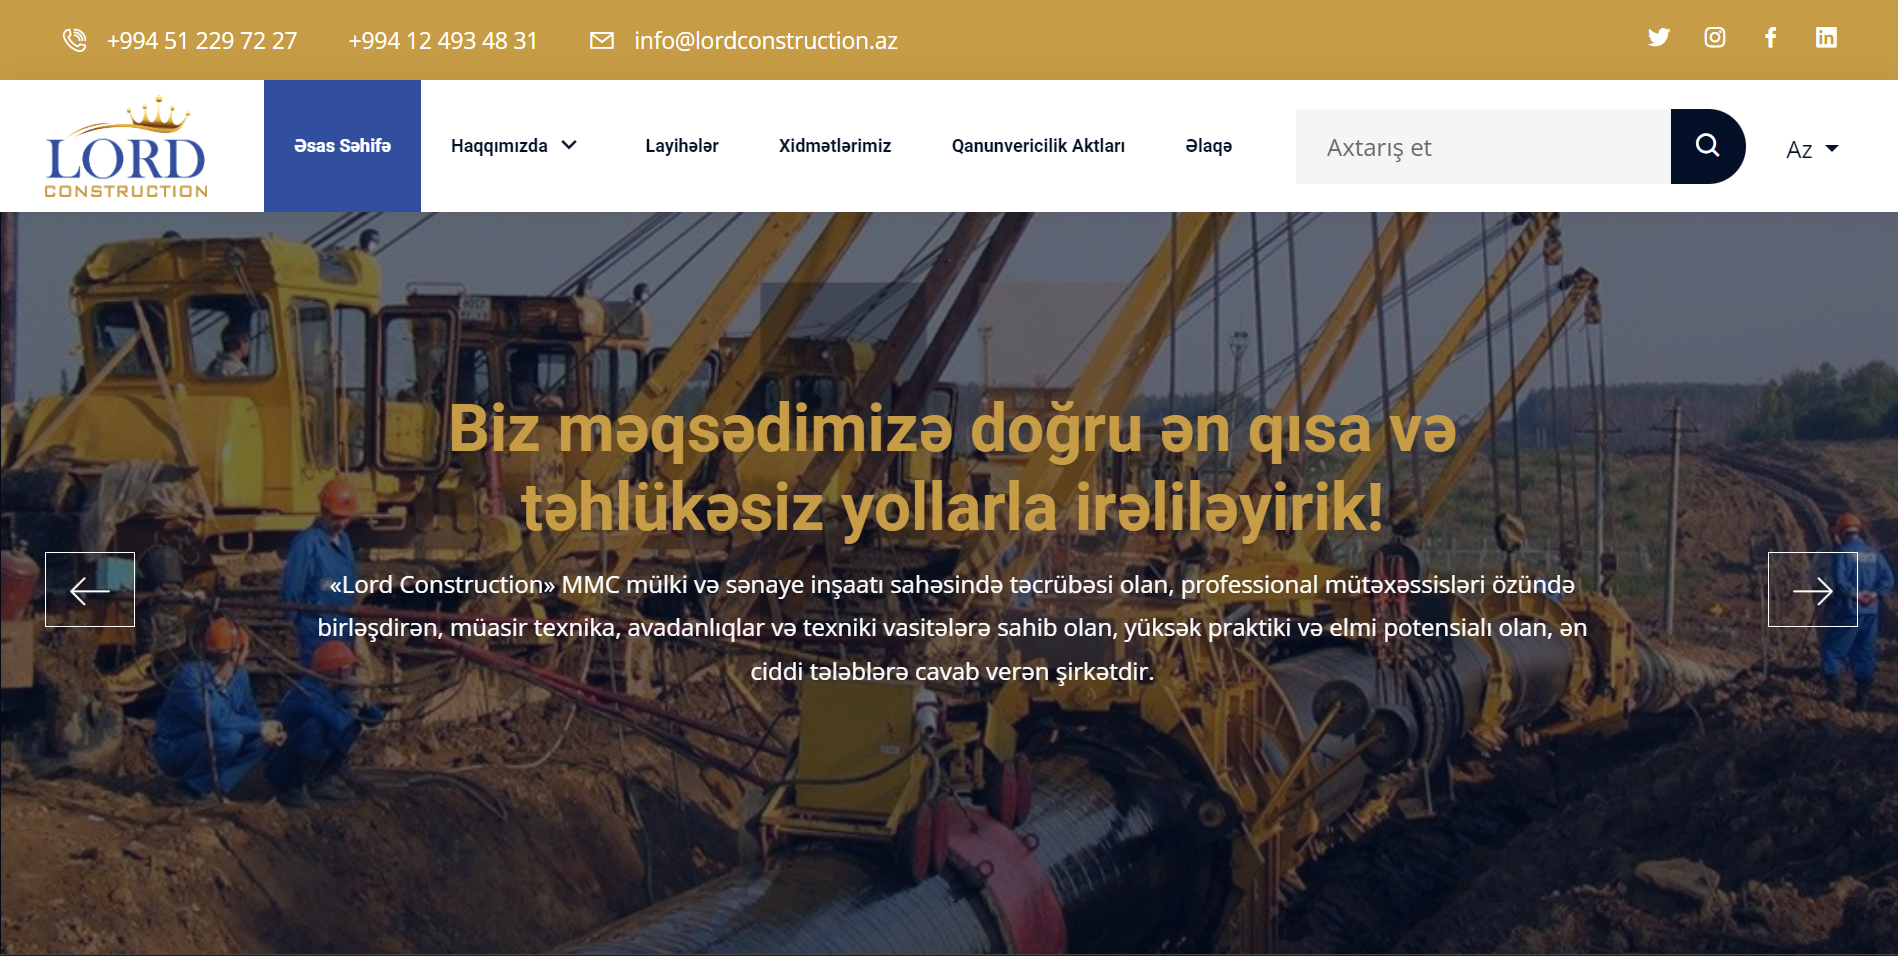 +994 51 229 72 27 +994 12 493 48 31 info@lordconstruction.az
LORD
CONSTRUCTION
Əsas Səhifə Haqqımızda Layihələr Xidmətlərimiz Qanunvericilik Aktları Əlaqə Axtarış et Az
Biz məqsədimizə doğru ən qısa və
təhlükəsiz yollarla irəliləyirik!
«Lord Construction» MMC mülki və sənaye inşaatı sahəsində təcrübəsi olan, professional mütəxəssisləri özündə
birləşdirən, müasir texnika, avadanlıqlar və texniki vasitələrə sahib olan, yüksək praktiki və elmi potensialı olan, ən
ciddi tələblərə cavab verən şirkətdir.